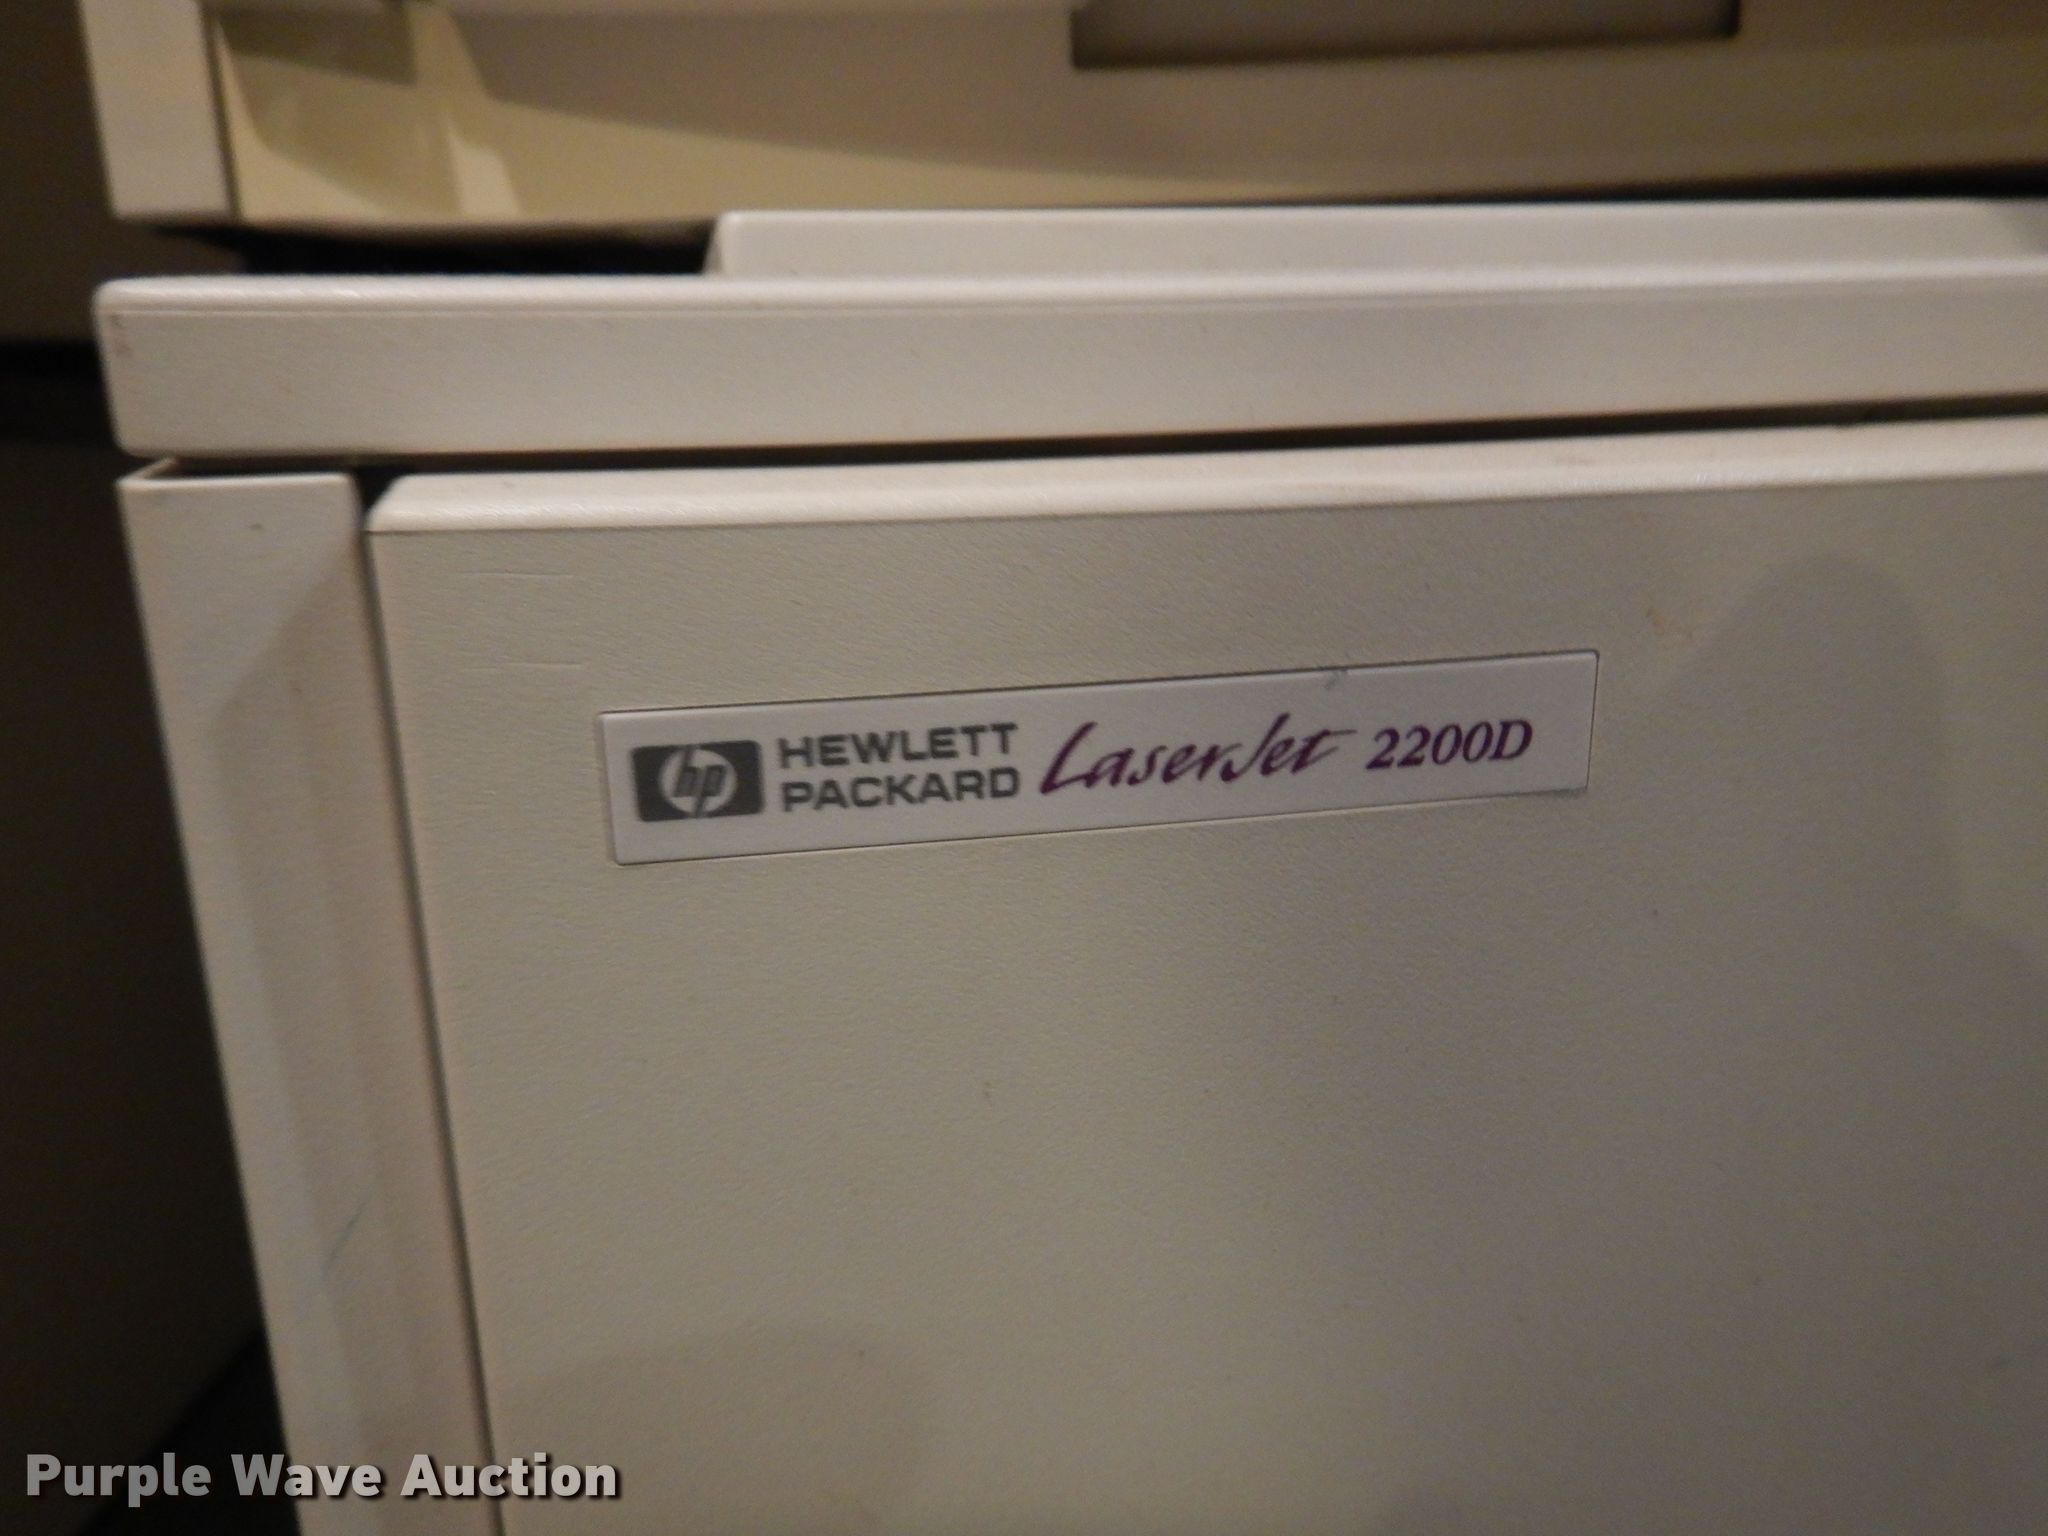 hp HEWLETT PACKARD LaserJet 2200D
Purple Wave Auction